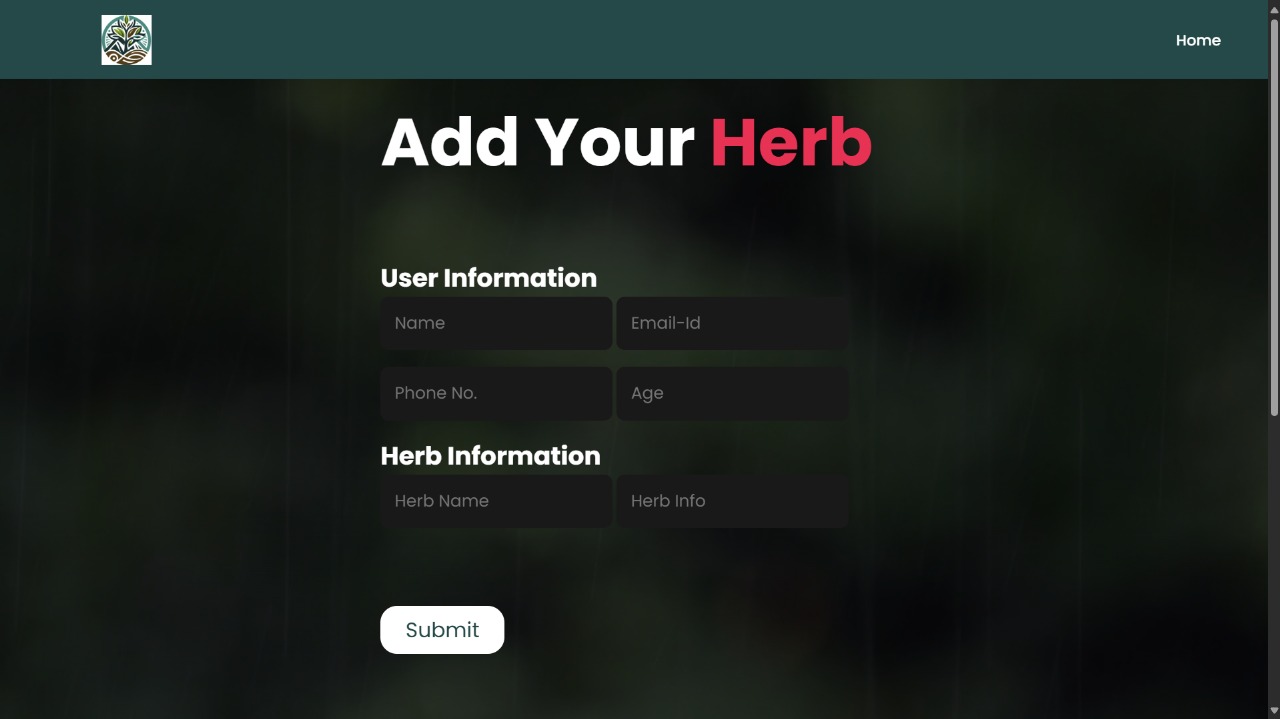 Home
Add Your Herb
User Information
Name Email-Id
Phone No. Age
Herb Information
Herb Name Herb Info
Submit